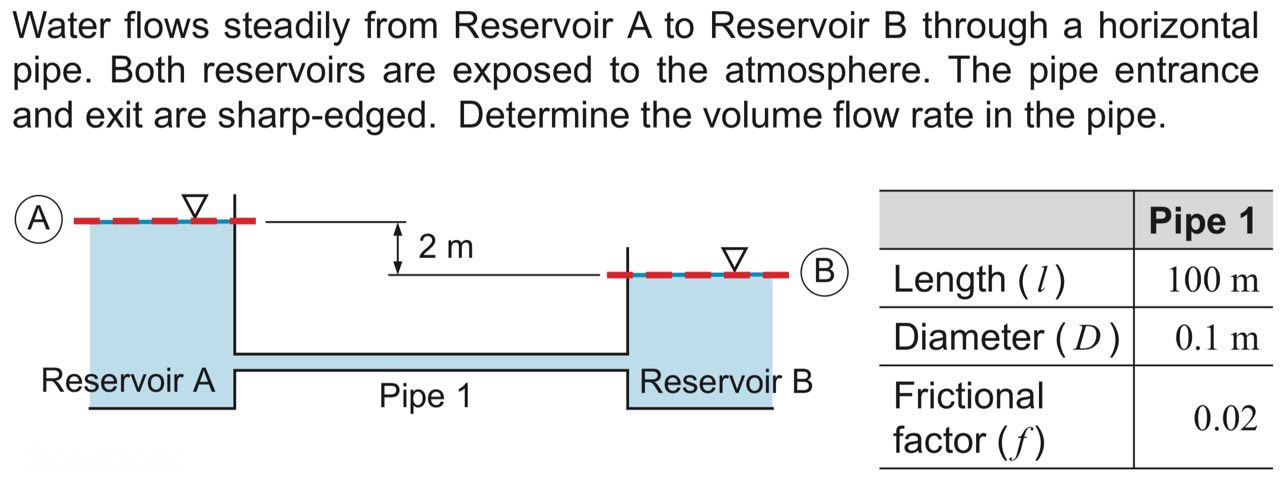 Water flows steadily from Reservoir A to Reservoir B through a horizontal
pipe. Both reservoirs are exposed to the atmosphere. The pipe entrance
and exit are sharp-edged. Determine the volume flow rate in the pipe.
A
2 m
B
Reservoir A
Pipe 1
Reservoir B
Pipe 1
Length (l) 100 m
Diameter (D) 0.1 m
Frictional
factor (f) 0.02